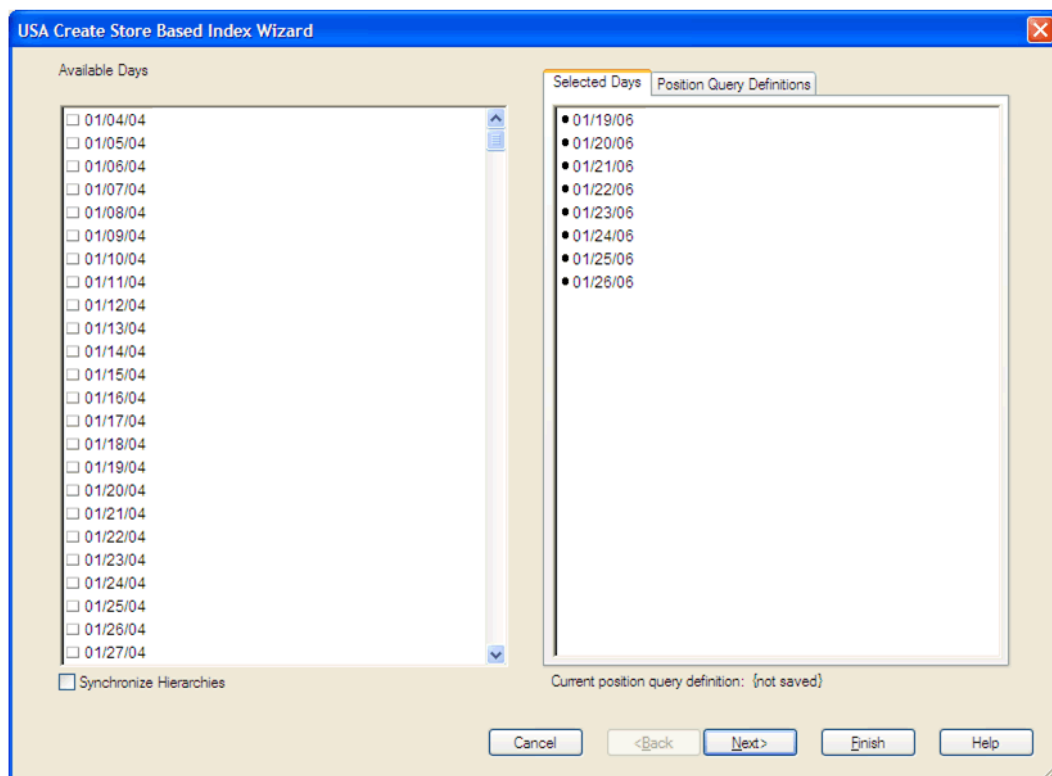 USA Create Store Based Index Wizard
Available Days
01/04/04
01/05/04
01/06/04
01/07/04
01/08/04
01/09/04
01/10/04
01/11/04
01/12/04
01/13/04
01/14/04
01/15/04
01/16/04
01/17/04
01/18/04
01/19/04
01/20/04
01/21/04
01/22/04
01/23/04
01/24/04
01/25/04
01/26/04
01/27/04
Synchronize Hierarchies
Selected Days
Position Query Definitions
01/19/06
01/20/06
01/21/06
01/22/06
01/23/06
01/24/06
01/25/06
01/26/06
Current position query definition: {not saved}
Cancel
<Back
Next>
Finish
Help